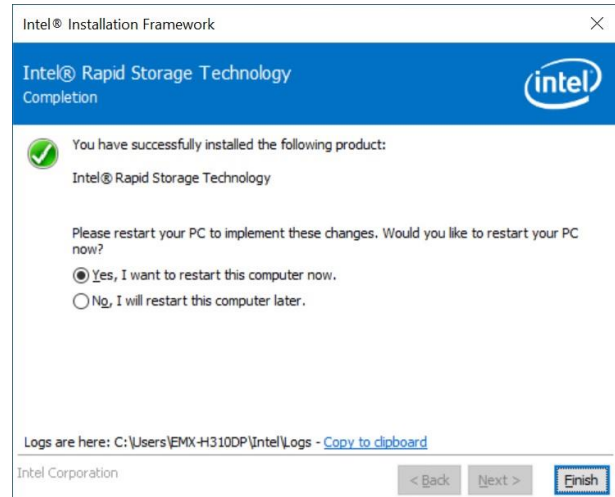 Intel® Installation Framework
Intel® Rapid Storage Technology
Completion
intel
You have successfully installed the following product:
Intel® Rapid Storage Technology
Please restart your PC to implement these changes. Would you like to restart your PC
now?
Yes, I want to restart this computer now.
No, I will restart this computer later.
Logs are here: C:\Users\EMX-H310DP\Intel\Logs - Copy to clipboard
Intel Corporation
< Back Next > Finish